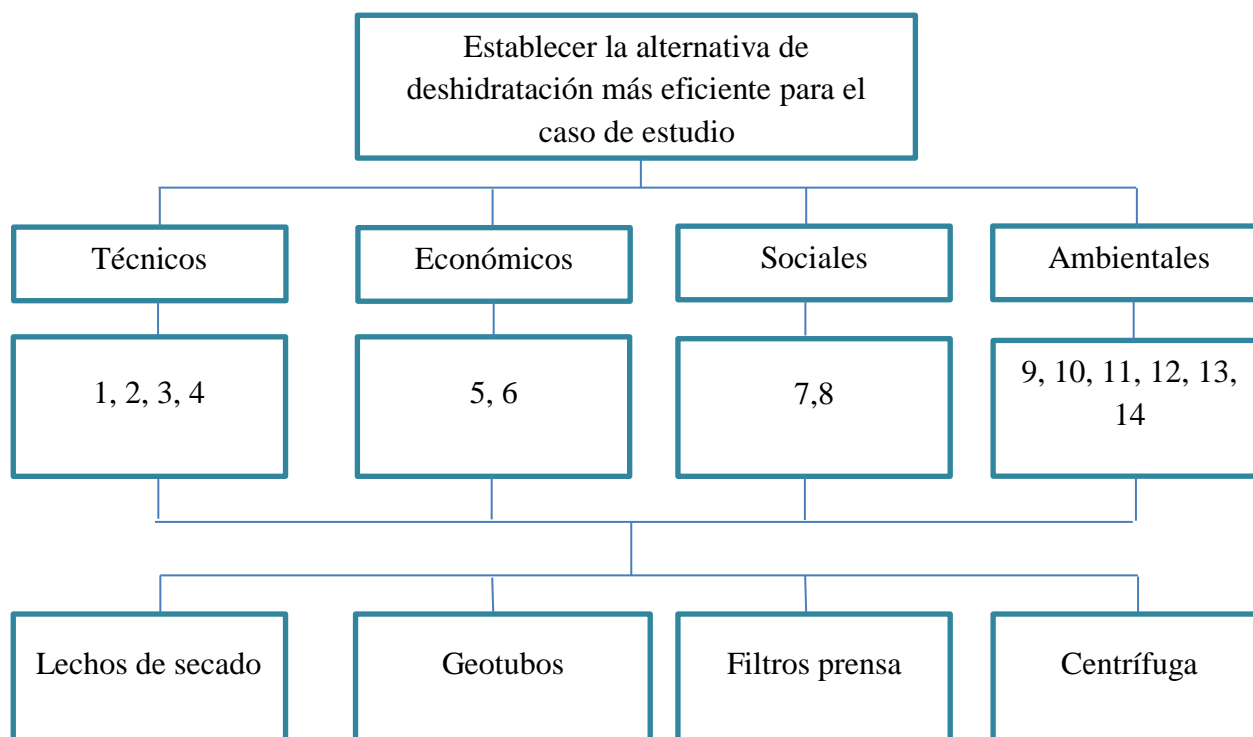 Establecer la alternativa de
deshidratación más eficiente para el
caso de estudio
Técnicos
Económicos
Sociales
Ambientales
1, 2, 3, 4
5, 6
7,8
9, 10, 11, 12, 13,
14
Lechos de secado
Geotubos
Filtros prensa
Centrífuga